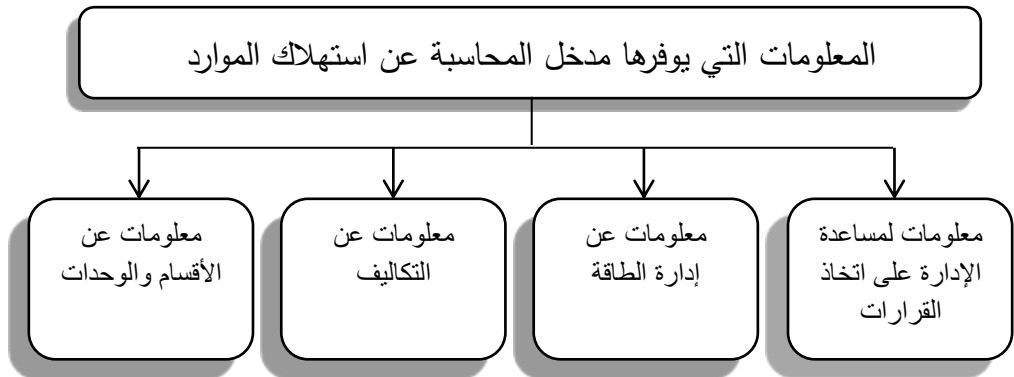 المعلومات التي يوفرها مدخل المحاسبة عن استهلاك الموارد
معلومات لمساعدة
الإدارة على اتخاذ
القرارات
معلومات عن
إدارة الطاقة
معلومات عن
التكاليف
معلومات عن
الأقسام والوحدات